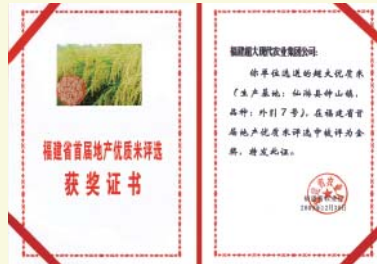 福建省首届地产优质米评选
获奖证书
福建超大现代农业集团公司：
你单位选送的超大优质米
（生产基地：仙游县钟山镇，
品种：外引7号），在福建省首
届地产优质米评选中被评为金
奖，特发此证。